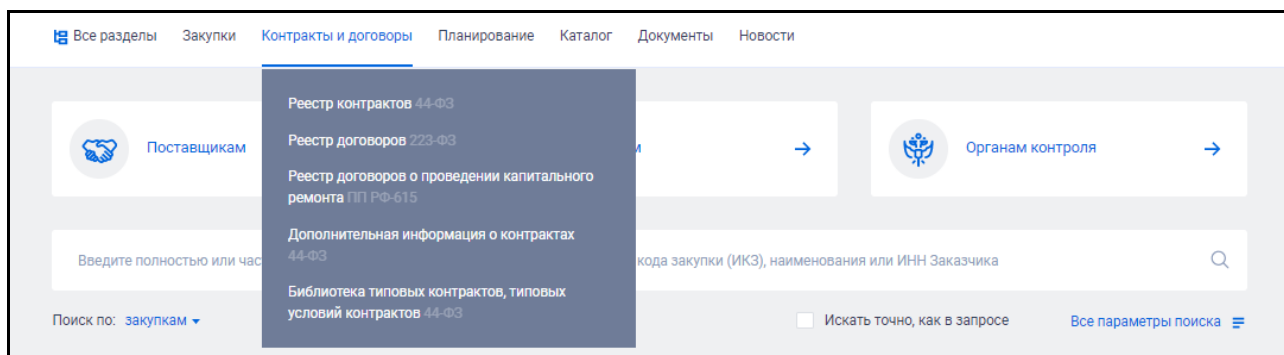 Все разделы Закупки Контракты и договоры Планирование Каталог Документы Новости
Реестр контрактов 44-ФЗ
Реестр договоров 223-ФЗ
Реестр договоров о проведении капитального
ремонта ПП РФ-615
Дополнительная информация о контрактах
44-ФЗ
Библиотека типовых контрактов, типовых
условий контрактов 44-ФЗ
Поставщикам
Органам контроля
Введите полностью или час кода закупки (ИКЗ), наименования или ИНН Заказчика
Поиск по: закупкам Искать точно, как в запросе Все параметры поиска